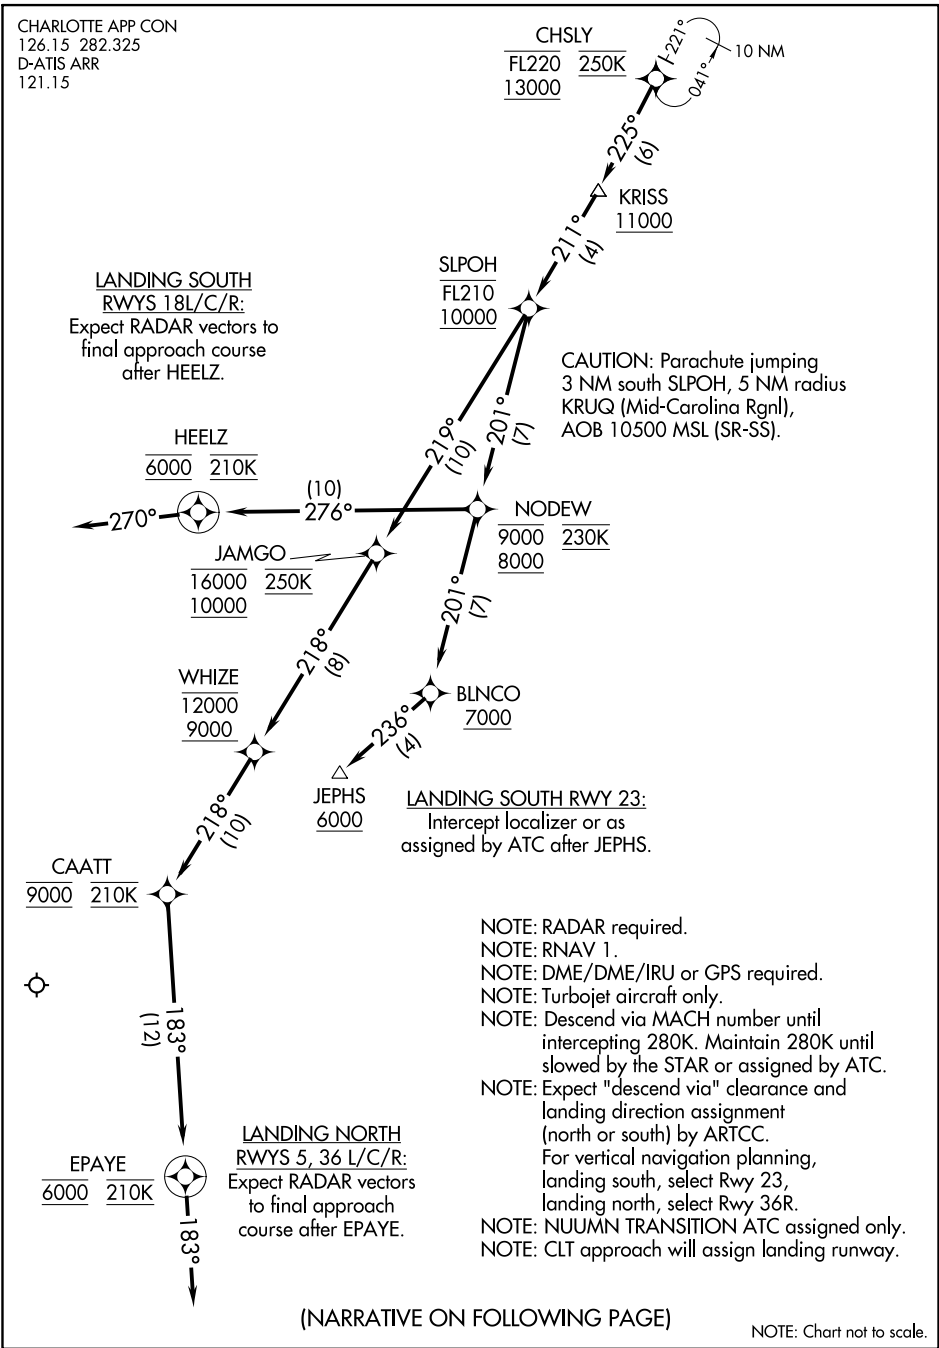 CHARLOTTE APP CON
126.15 282.325
D-ATIS ARR
121.15
CHSLY
FL220 250K
13000
221°
041°
10 NM
225°
(6)
KRISS
11000
211°
(4)
SLPOH
FL210
10000
LANDING SOUTH
RWYS 18L/C/R:
Expect RADAR vectors to
final approach course
after HEELZ.
CAUTION: Parachute jumping
3 NM south SLPOH, 5 NM radius
KRUQ (Mid-Carolina Rgnl),
AOB 10500 MSL (SR-SS).
219°
(10)
201°
(7)
HEELZ
6000 210K
270°
(10)
276°
NODEW
9000 230K
8000
JAMGO
16000 250K
10000
201°
(7)
218°
(8)
WHIZE
12000
9000
BLNCO
7000
236°
(4)
JEPHS
6000
LANDING SOUTH RWY 23:
Intercept localizer or as
assigned by ATC after JEPHS.
218°
(10)
CAATT
9000 210K
183°
(12)
NOTE: RADAR required.
NOTE: RNAV 1.
NOTE: DME/DME/IRU or GPS required.
NOTE: Turbojet aircraft only.
NOTE: Descend via MACH number until
intercepting 280K. Maintain 280K until
slowed by the STAR or assigned by ATC.
NOTE: Expect "descend via" clearance and
landing direction assignment
(north or south) by ARTCC.
For vertical navigation planning,
landing south, select Rwy 23,
landing north, select Rwy 36R.
NOTE: NUUMN TRANSITION ATC assigned only.
NOTE: CLT approach will assign landing runway.
LANDING NORTH
RWYS 5, 36 L/C/R:
Expect RADAR vectors
to final approach
course after EPAYE.
EPAYE
6000 210K
183°
(NARRATIVE ON FOLLOWING PAGE)
NOTE: Chart not to scale.